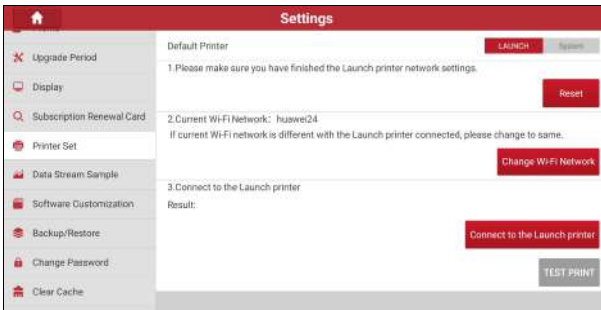 Settings
Upgrade Period
Display
Subscription Renewal Card
Printer Set
Data Stream Sample
Software Customization
Backup/Restore
Change Password
Clear Cache
Default Printer
LAUNCH
System
1.Please make sure you have finished the Launch printer network settings.
Reset
2.Current Wi-Fi Network: huawei24
If current Wi-Fi network is different with the Launch printer connected, please change to same.
Change Wi-Fi Network
3.Connect to the Launch printer
Result:
Connect to the Launch printer
TEST PRINT